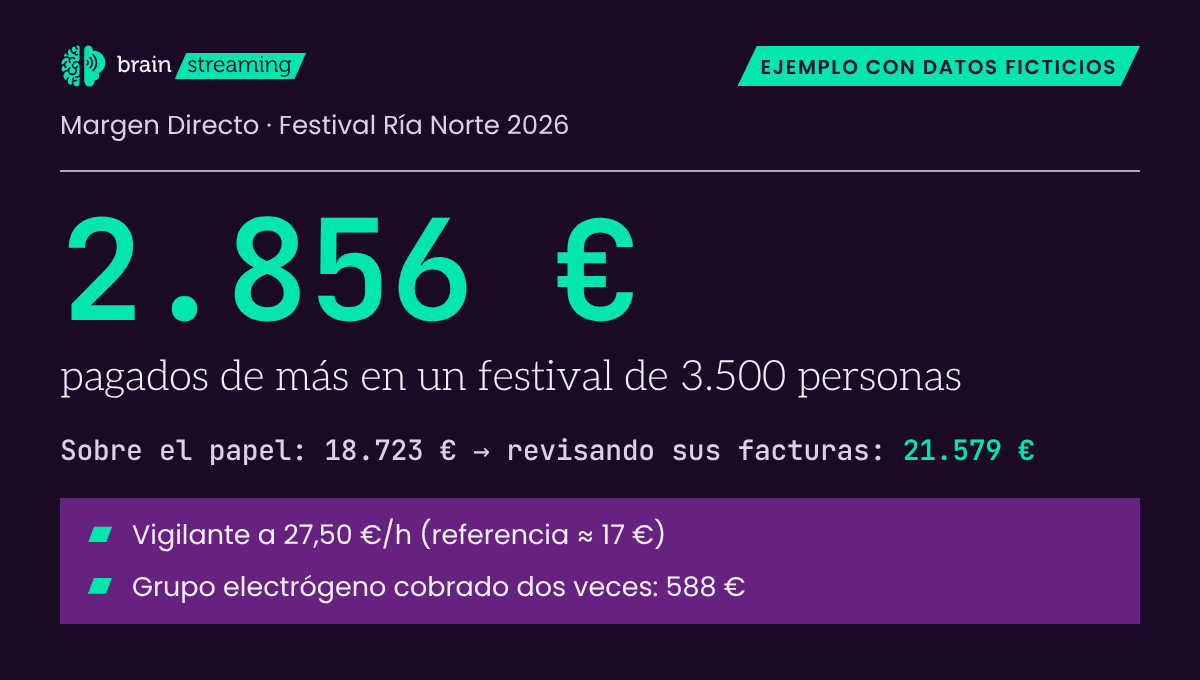 brain streaming
EJEMPLO CON DATOS FICTICIOS
Margen Directo · Festival Ría Norte 2026
2.856 €
pagados de más en un festival de 3.500 personas
Sobre el papel: 18.723 € → revisando sus facturas: 21.579 €
Vigilante a 27,50 €/h (referencia ≈ 17 €)
Grupo electrógeno cobrado dos veces: 588 €